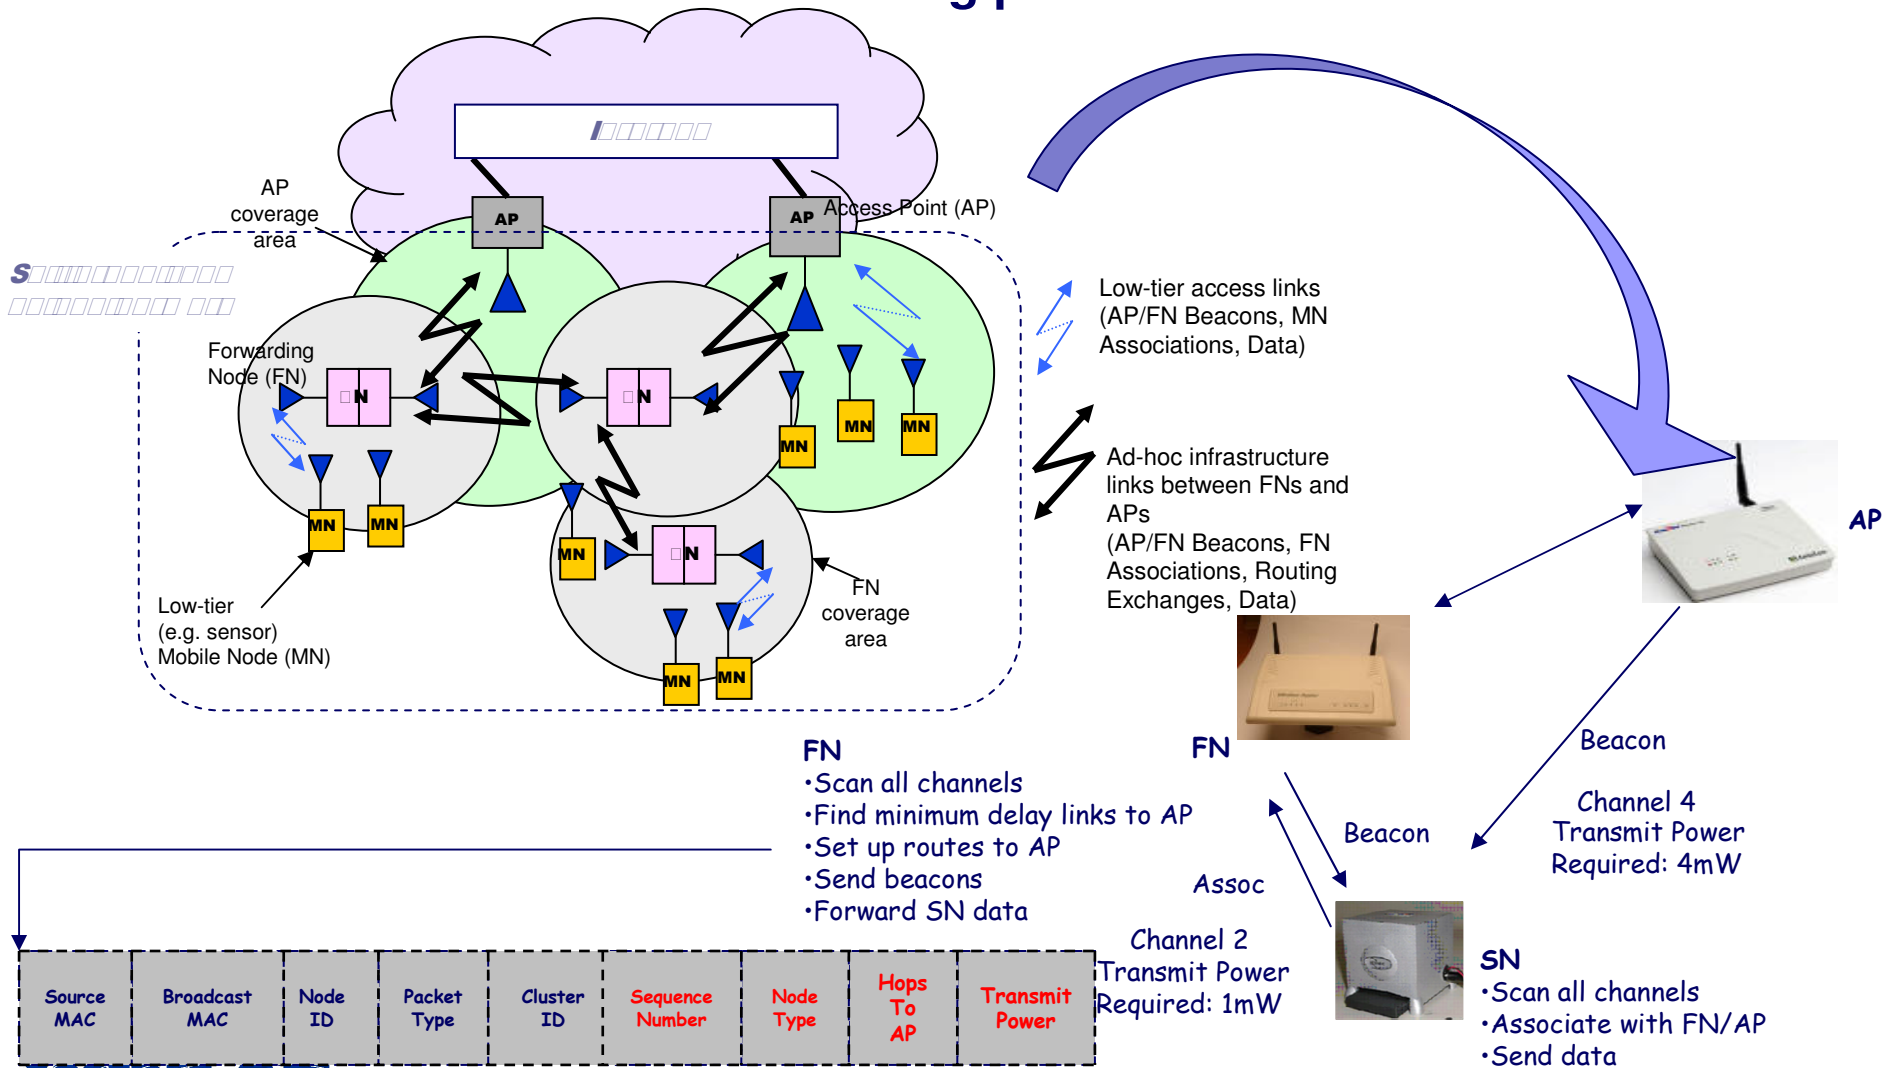 AP
coverage
area
AP
AP
Access Point (AP)
Forwarding
Node (FN)
N
N
N
MN
MN
MN
MN
MN
MN
MN
MN
Low-tier
(e.g. sensor)
Mobile Node (MN)
FN
coverage
area
Low-tier access links
(AP/FN Beacons, MN
Associations, Data)
Ad-hoc infrastructure
links between FNs and
APs
(AP/FN Beacons, FN
Associations, Routing
Exchanges, Data)
AP
FN
•Scan all channels
•Find minimum delay links to AP
•Set up routes to AP
•Send beacons
•Forward SN data
FN
Beacon
Assoc
Channel 2
Transmit Power
Required: 1mW
Beacon
Channel 4
Transmit Power
Required: 4mW
SN
•Scan all channels
•Associate with FN/AP
•Send data
Source
MAC
Broadcast
MAC
Node
ID
Packet
Type
Cluster
ID
Sequence
Number
Node
Type
Hops
To
AP
Transmit
Power